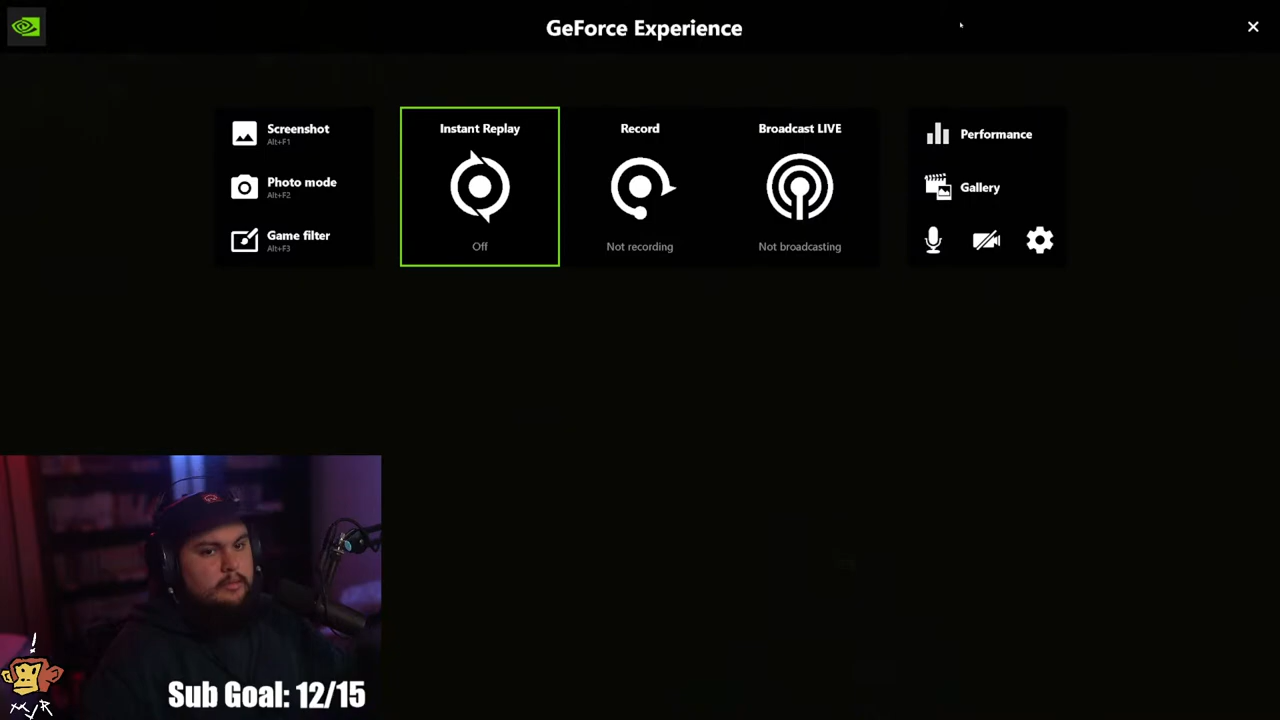 GeForce Experience
Screenshot
Alt+F1
Photo mode
Alt+F2
Game filter
Alt+F3
Instant Replay
Off
Record
Not recording
Broadcast LIVE
Not broadcasting
Performance
Gallery
Sub Goal: 12/15
!
MJR